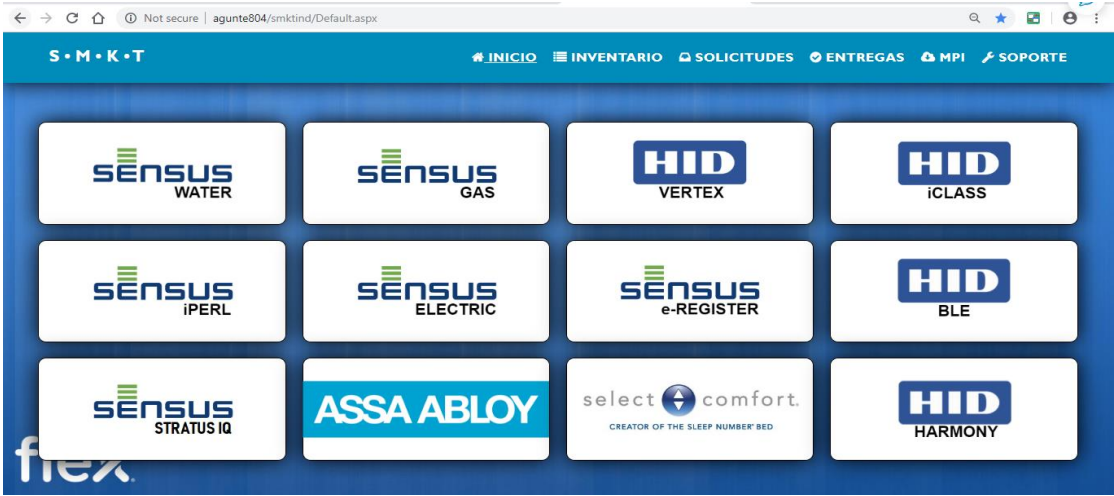 Not secure | agunte804/smktind/Default.aspx
S•M•K•T
INICIO INVENTARIO SOLICITUDES ENTREGAS MPI SOPORTE
sensus
WATER
sensus
GAS
HID
VERTEX
HID
iCLASS
sensus
iPERL
sensus
ELECTRIC
sensus
e-REGISTER
HID
BLE
sensus
STRATUS IQ
ASSA ABLOY
select comfort.
CREATOR OF THE SLEEP NUMBER® BED
HID
HARMONY
flex.